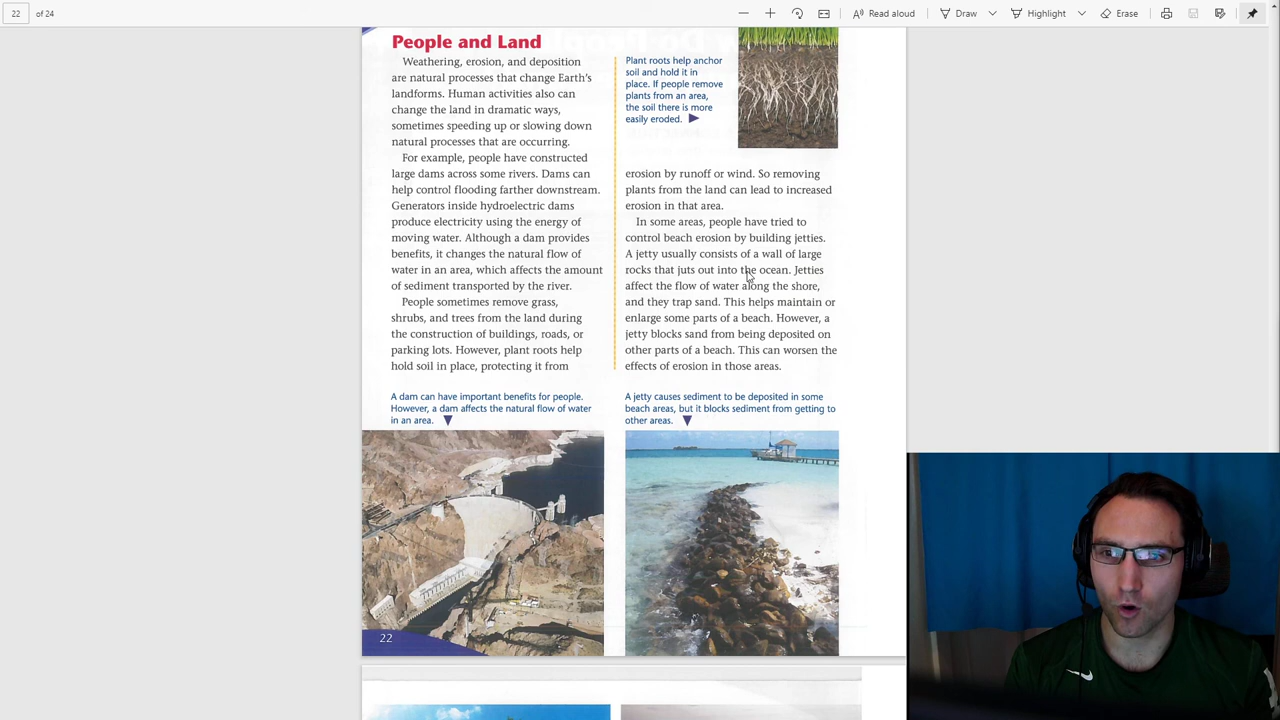 22
of 24
Read aloud
Draw
Highlight
Erase
People and Land
Weathering, erosion, and deposition
are natural processes that change Earth's
landforms. Human activities also can
change the land in dramatic ways,
sometimes speeding up or slowing down
natural processes that are occurring.
For example, people have constructed
large dams across some rivers. Dams can
help control flooding farther downstream.
Generators inside hydroelectric dams
produce electricity using the energy of
moving water. Although a dam provides
benefits, it changes the natural flow of
water in an area, which affects the amount
of sediment transported by the river.
People sometimes remove grass,
shrubs, and trees from the land during
the construction of buildings, roads, or
parking lots. However, plant roots help
hold soil in place, protecting it from
Plant roots help anchor
soil and hold it in
place. If people remove
plants from an area,
the soil there is more
easily eroded.
erosion by runoff or wind. So removing
plants from the land can lead to increased
erosion in that area.
In some areas, people have tried to
control beach erosion by building jetties.
A jetty usually consists of a wall of large
rocks that juts out into the ocean. Jetties
affect the flow of water along the shore,
and they trap sand. This helps maintain or
enlarge some parts of a beach. However, a
jetty blocks sand from being deposited on
other parts of a beach. This can worsen the
effects of erosion in those areas.
A dam can have important benefits for people.
However, a dam affects the natural flow of water
in an area.
A jetty causes sediment to be deposited in some
beach areas, but it blocks sediment from getting to
other areas.
22